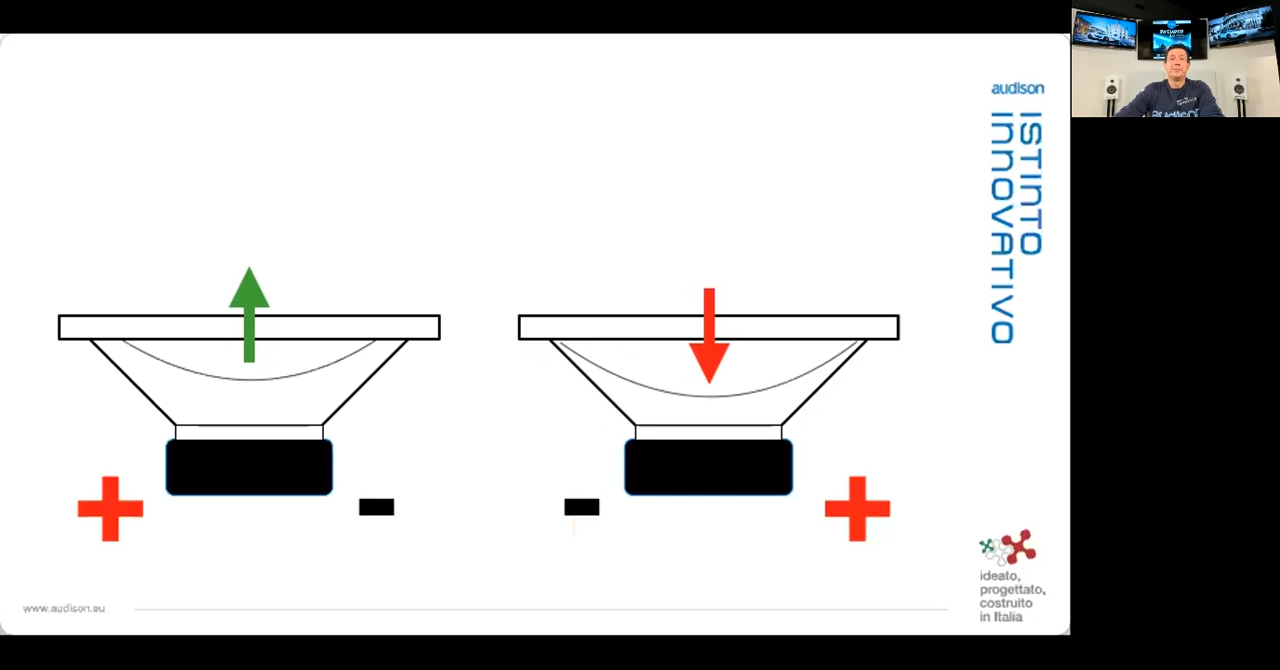 audison
ISTINTO
INNOVATIVO
+
-
-
+
www.audison.eu
ideato,
progettato,
costruito
in Italia